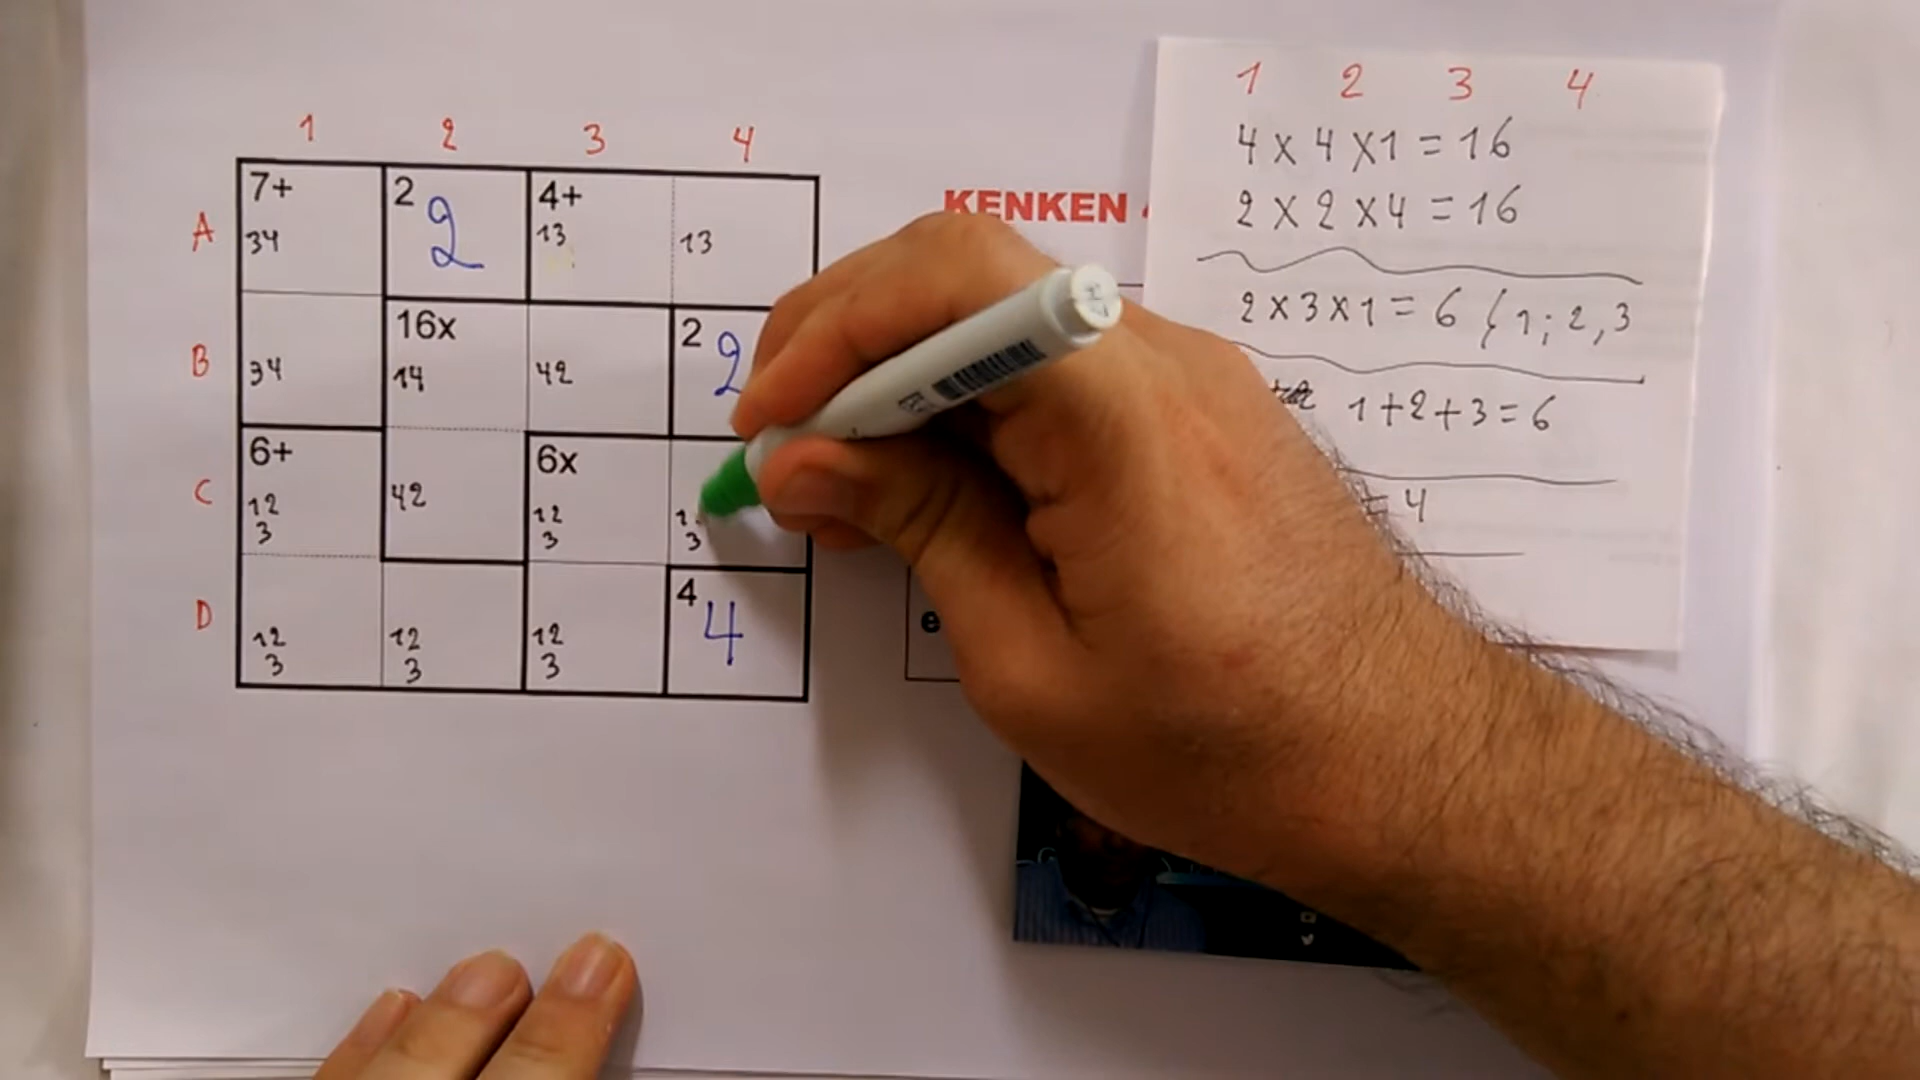 1 2 3 4
A 7+ 34 2 2 4+ 13 13
B 34 16x 14 42 2 2
C 6+ 12 3 42 6x 12 3 3
D 12 3 12 3 12 3 4 4
KENKEN
1 2 3 4
4 x 4 x 1 = 16
2 x 2 x 4 = 16
2 x 3 x 1 = 6 / 1; 2, 3
1 + 2 + 3 = 6
= 4
e